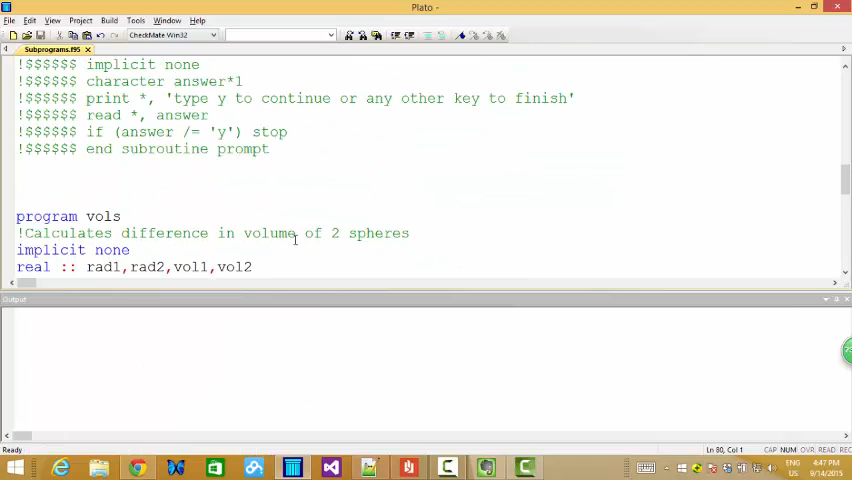 Plato -
File Edit View Project Build Tools Window Help
CheckMate Win32
Subprograms.f95
!$$$$$$ implicit none
!$$$$$$ character answer*1
!$$$$$$ print *, 'type y to continue or any other key to finish'
!$$$$$$ read *, answer
!$$$$$$ if (answer /= 'y') stop
!$$$$$$ end subroutine prompt
program vols
!Calculates difference in volume of 2 spheres
implicit none
real :: rad1,rad2,vol1,vol2
Output
Ready
Ln 80, Col 1
CAP NUM OVR READ REC
ENG
US
4:47 PM
9/14/2015